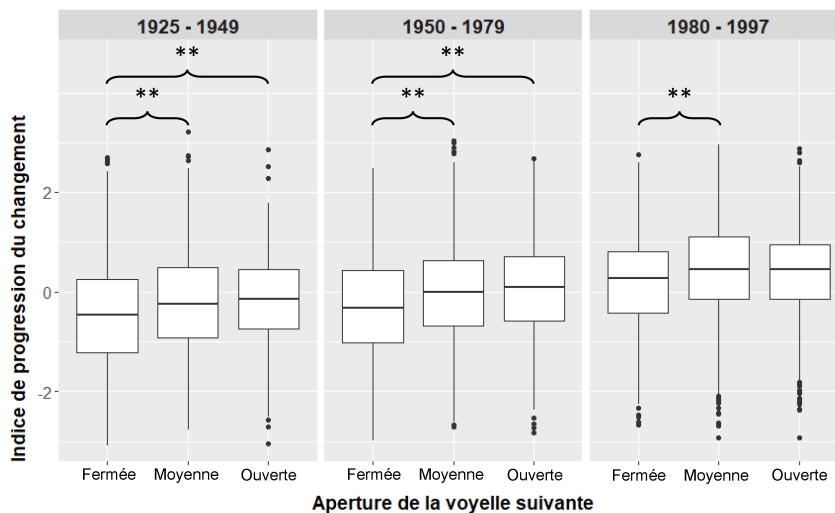 1925 - 1949
1950 - 1979
1980 - 1997
**
**
**
**
**
2
0
-2
Indice de progression du changement
Fermée Moyenne Ouverte
Fermée Moyenne Ouverte
Fermée Moyenne Ouverte
Aperture de la voyelle suivante